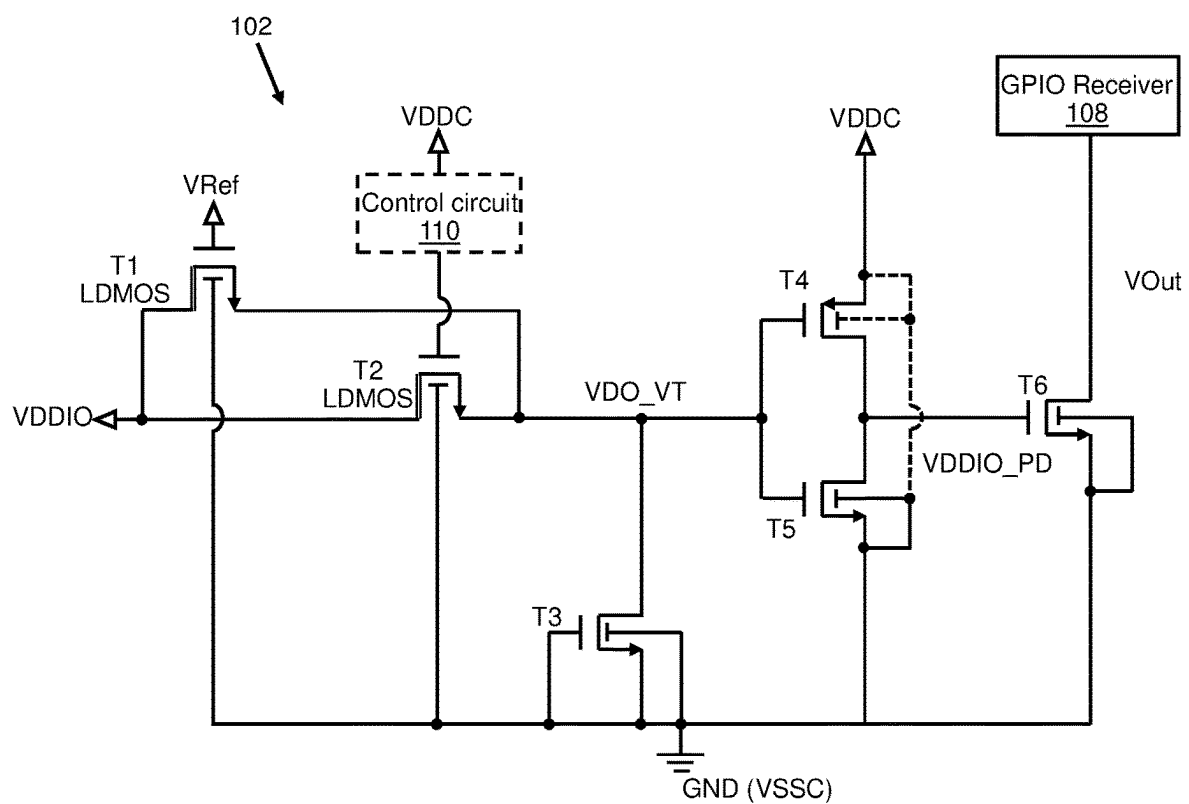 102
GPIO Receiver
108
VDDC
VDDC
VRef
Control circuit
110
T1
LDMOS
T4
VOut
T2
LDMOS
VDO_VT
T6
VDDIO
VDDIO_PD
T5
T3
GND (VSSC)